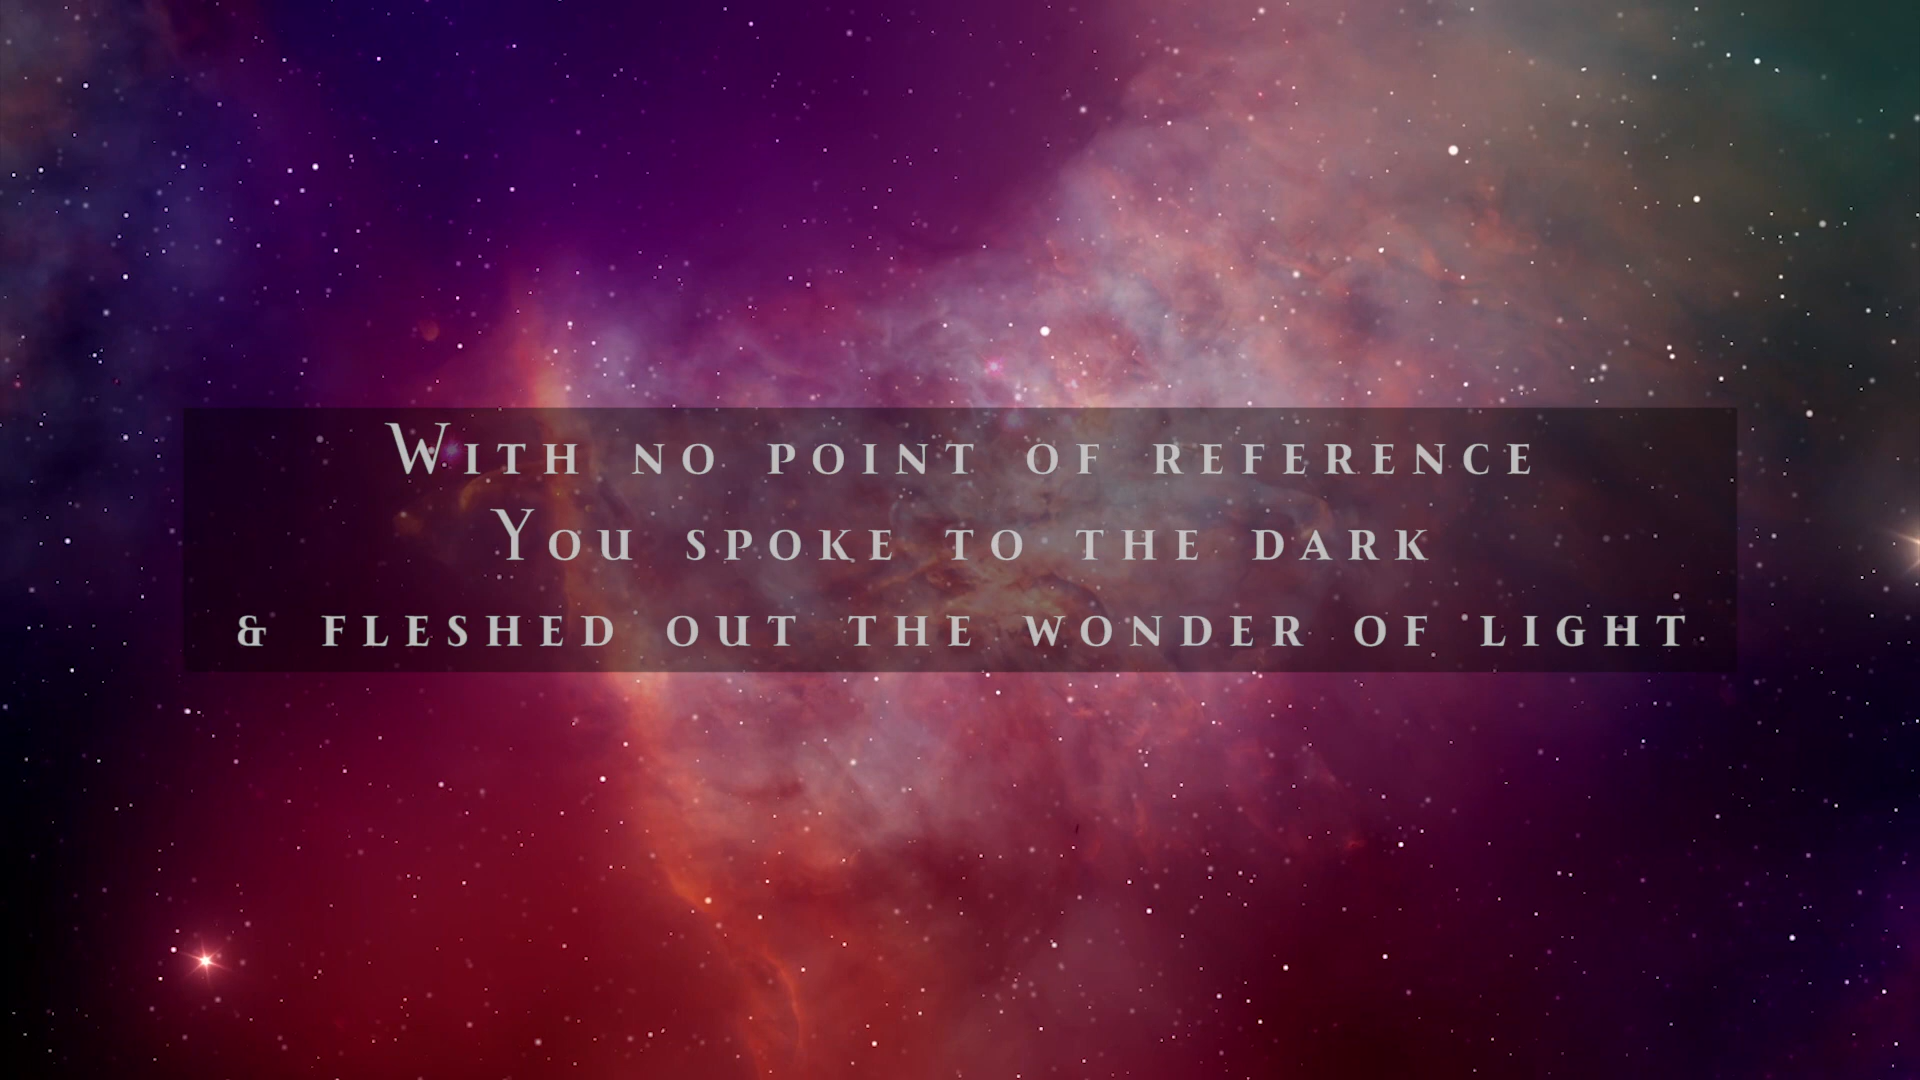 With no point of reference
You spoke to the dark
& fleshed out the wonder of light